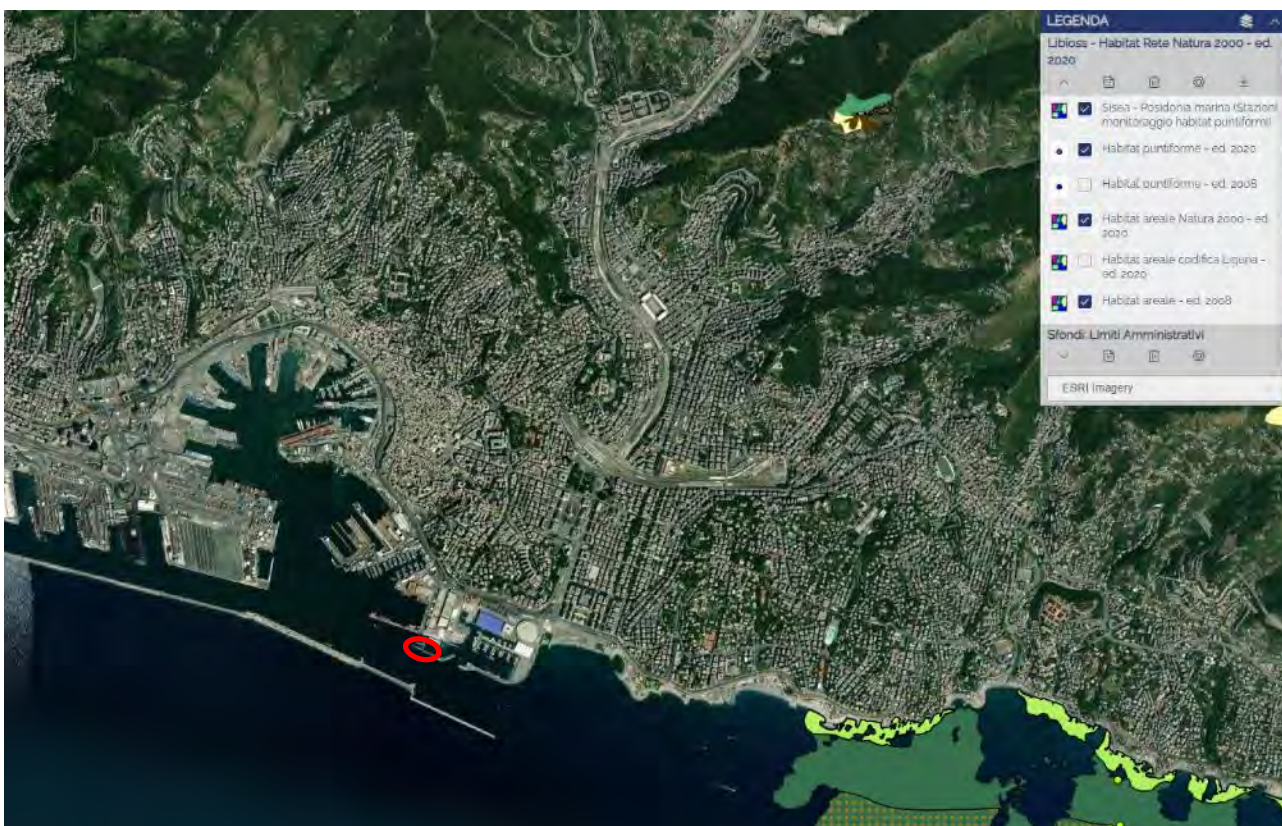 LEGENDA
Libioss - Habitat Rete Natura 2000 - ed.
2020
Sisea - Posidonia marina (Stazioni
monitoraggio habitat puntiformi)
Habitat puntiforme - ed. 2020
Habitat puntiforme - ed. 2008
Habitat areale Natura 2000 - ed.
2020
Habitat areale codifica Liguria -
ed. 2020
Habitat areale - ed. 2008
Sfondi: Limiti Amministrativi
ESRI Imagery